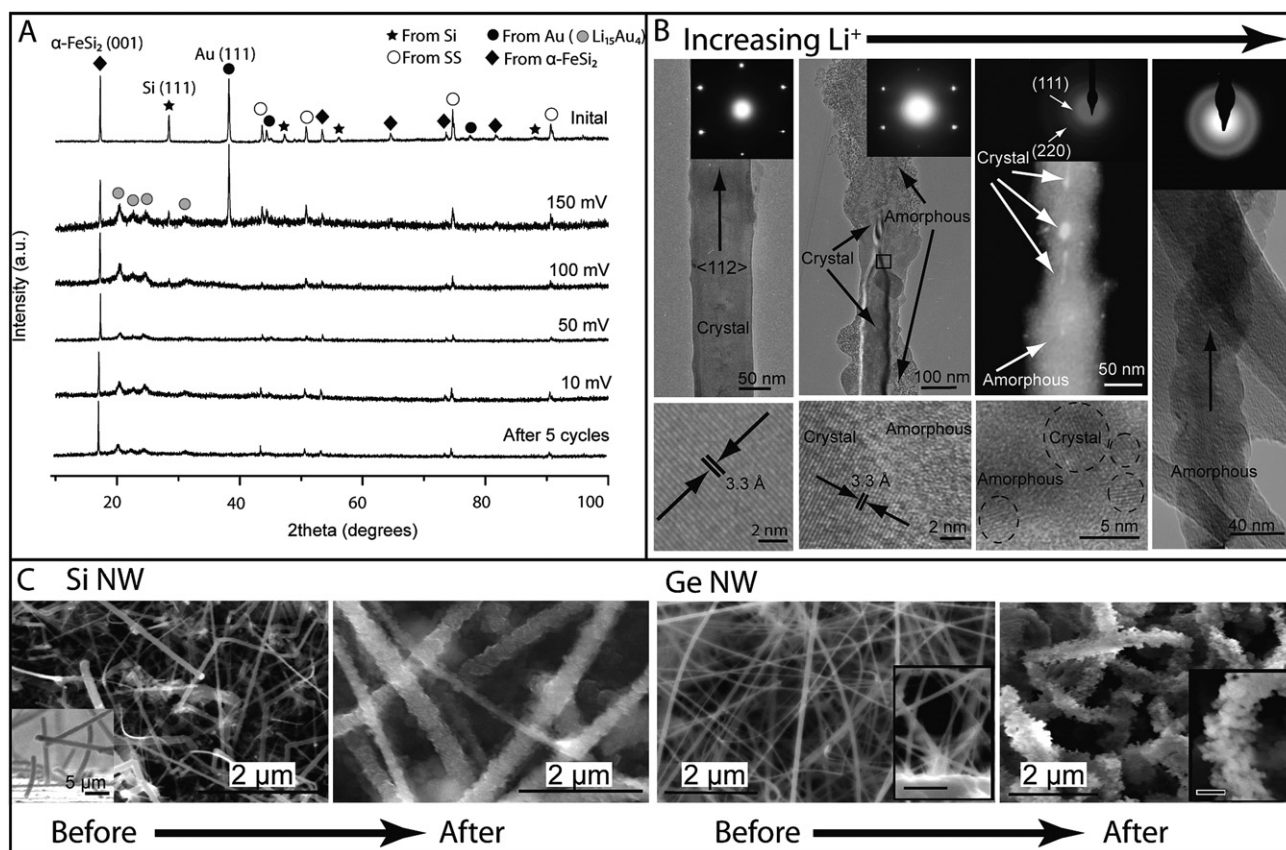 A
α-FeSi₂ (001)
Si (111)
Au (111)
From Si
From Au ( Li₁₅Au₄)
From SS
From α-FeSi₂
Inital
150 mV
100 mV
50 mV
10 mV
After 5 cycles
Intensity (a.u.)
20 40 60 80 100
2theta (degrees)
B
Increasing Li⁺
<112>
Crystal
50 nm
Amorphous
Crystal
100 nm
(111)
(220)
Crystal
Amorphous
50 nm
3.3 Å
2 nm
Crystal
Amorphous
3.3 Å
2 nm
Crystal
Amorphous
5 nm
Amorphous
40 nm
C
Si NW
5 µm
2 µm
2 µm
Before
After
Ge NW
2 µm
2 µm
Before
After